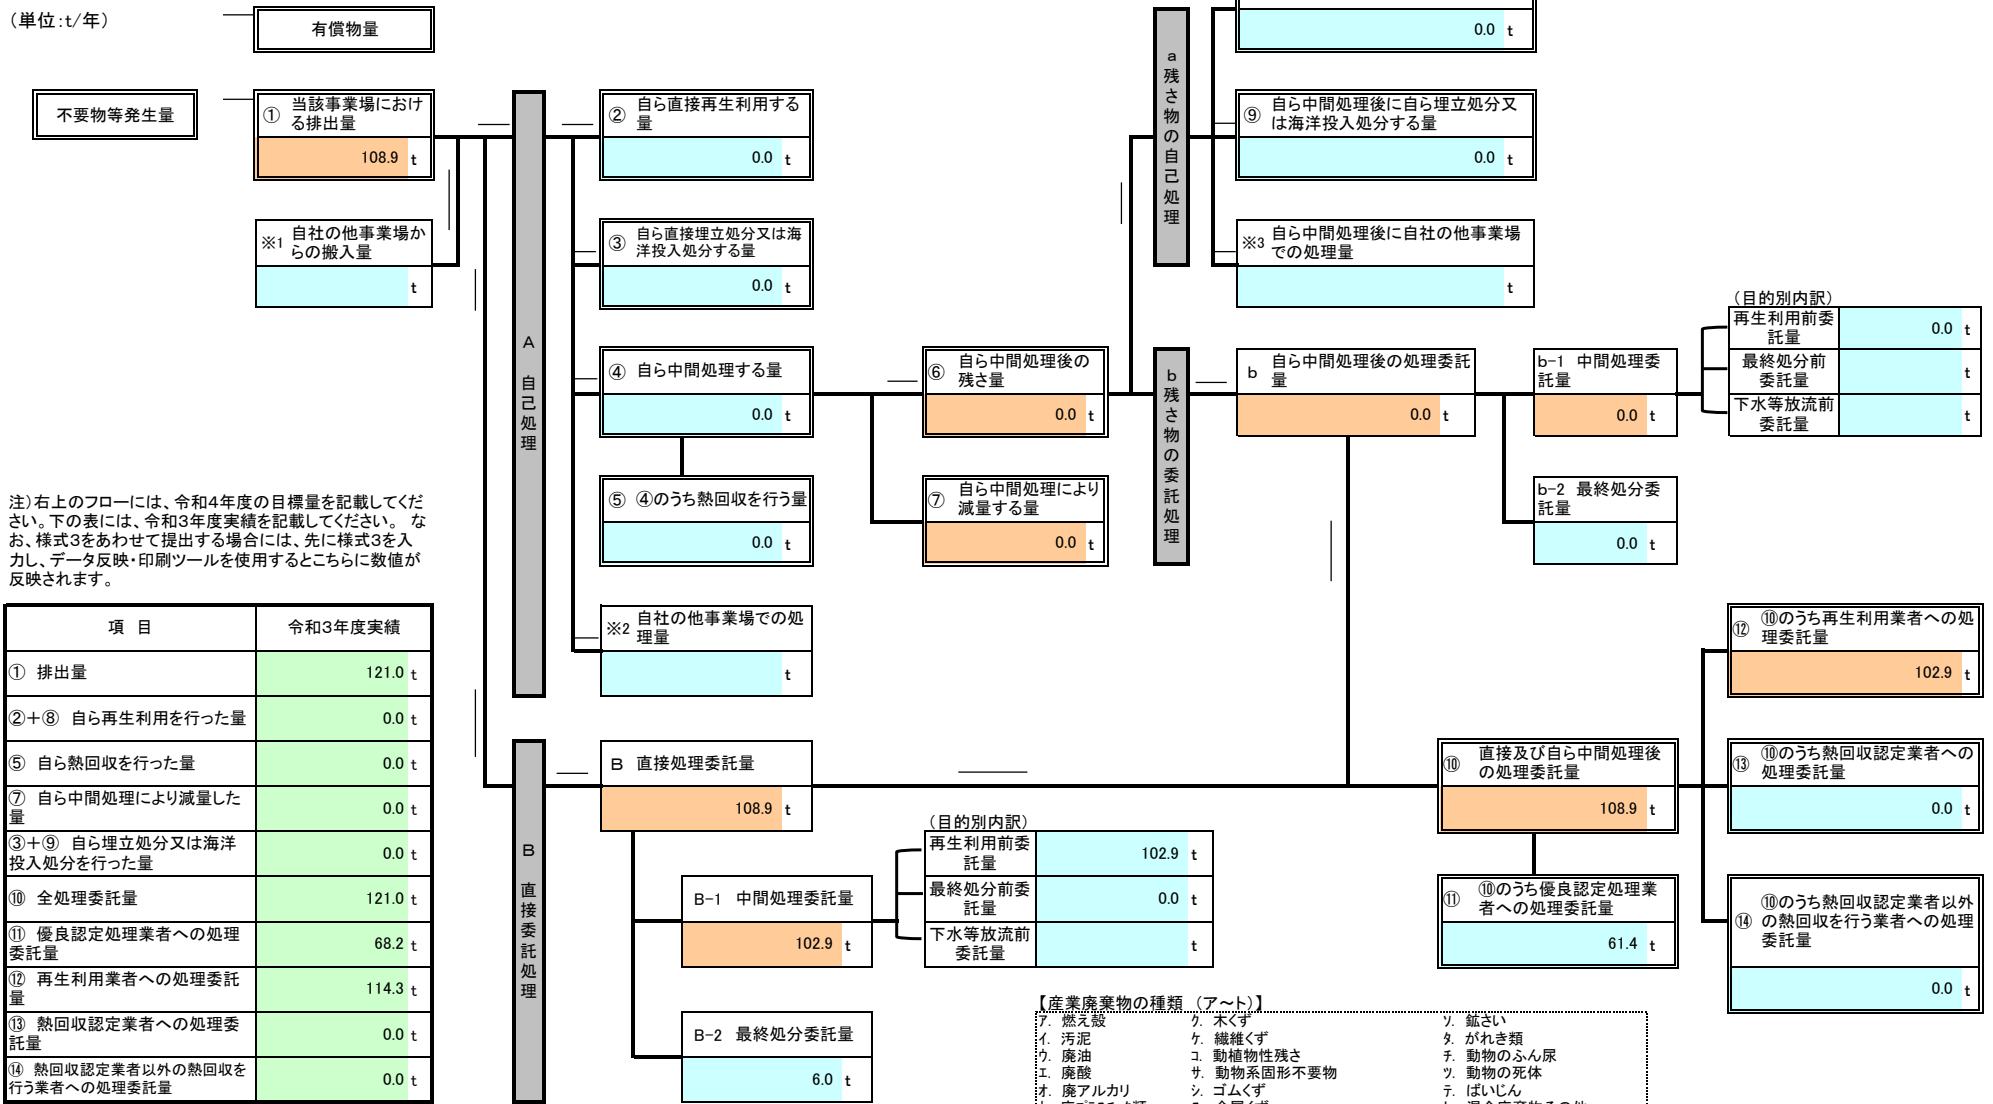 （単位:t/年）
有償物量
0.0 t
不要物等発生量
① 当該事業場におけ
る排出量
108.9 t
※1 自社の他事業場か
らの搬入量
t
A 自己処理
② 自ら直接再生利用する
量
0.0 t
③ 自ら直接埋立処分又は海
洋投入処分する量
0.0 t
④ 自ら中間処理する量
0.0 t
⑤ ④のうち熱回収を行う量
0.0 t
※2 自社の他事業場での処
理量
t
⑥ 自ら中間処理後の
残さ量
0.0 t
⑦ 自ら中間処理により
減量する量
0.0 t
a 残さ物の自己処理
⑨ 自ら中間処理後に自ら埋立処分又
は海洋投入処分する量
0.0 t
※3 自ら中間処理後に自社の他事業場
での処理量
t
b 残さ物の委託処理
b 自ら中間処理後の処理委託
量
0.0 t
b-1 中間処理委
託量
0.0 t
b-2 最終処分委
託量
0.0 t
（目的別内訳）
再生利用前委
託量
0.0 t
最終処分前
委託量
t
下水等放流前
委託量
t
注）右上のフローには、令和4年度の目標量を記載してくだ
さい。下の表には、令和3年度実績を記載してください。 な
お、様式3をあわせて提出する場合には、先に様式3を入
力し、データ反映・印刷ツールを使用するとこちらに数値が
反映されます。
項 目 令和3年度実績
① 排出量 121.0 t
②＋⑧ 自ら再生利用を行った量 0.0 t
⑤ 自ら熱回収を行った量 0.0 t
⑦ 自ら中間処理により減量した
量 0.0 t
③＋⑨ 自ら埋立処分又は海洋
投入処分を行った量 0.0 t
⑩ 全処理委託量 121.0 t
⑪ 優良認定処理業者への処理
委託量 68.2 t
⑫ 再生利用業者への処理委託
量 114.3 t
⑬ 熱回収認定業者への処理委
託量 0.0 t
⑭ 熱回収認定業者以外の熱回収を
行う業者への処理委託量 0.0 t
B 直接委託処理
B 直接処理委託量
108.9 t
B-1 中間処理委託量
102.9 t
B-2 最終処分委託量
6.0 t
（目的別内訳）
再生利用前委
託量
102.9 t
最終処分前委
託量
0.0 t
下水等放流前
委託量
t
⑩ 直接及び自ら中間処理後
の処理委託量
108.9 t
⑪ ⑩のうち優良認定処理業
者への処理委託量
61.4 t
⑫ ⑩のうち再生利用業者への処
理委託量
102.9 t
⑬ ⑩のうち熱回収認定業者への
処理委託量
0.0 t
⑭ ⑩のうち熱回収認定業者以外
の熱回収を行う業者への処理
委託量
0.0 t
【産業廃棄物の種類 （ア～ト）】
ア. 燃え殻 ク. 木くず ソ. 鉱さい
イ. 汚泥 ケ. 繊維くず タ. がれき類
ウ. 廃油 コ. 動植物性残さ チ. 動物のふん尿
エ. 廃酸 サ. 動物系固形不要物 ツ. 動物の死体
オ. 廃アルカリ シ. ゴムくず テ. ばいじん